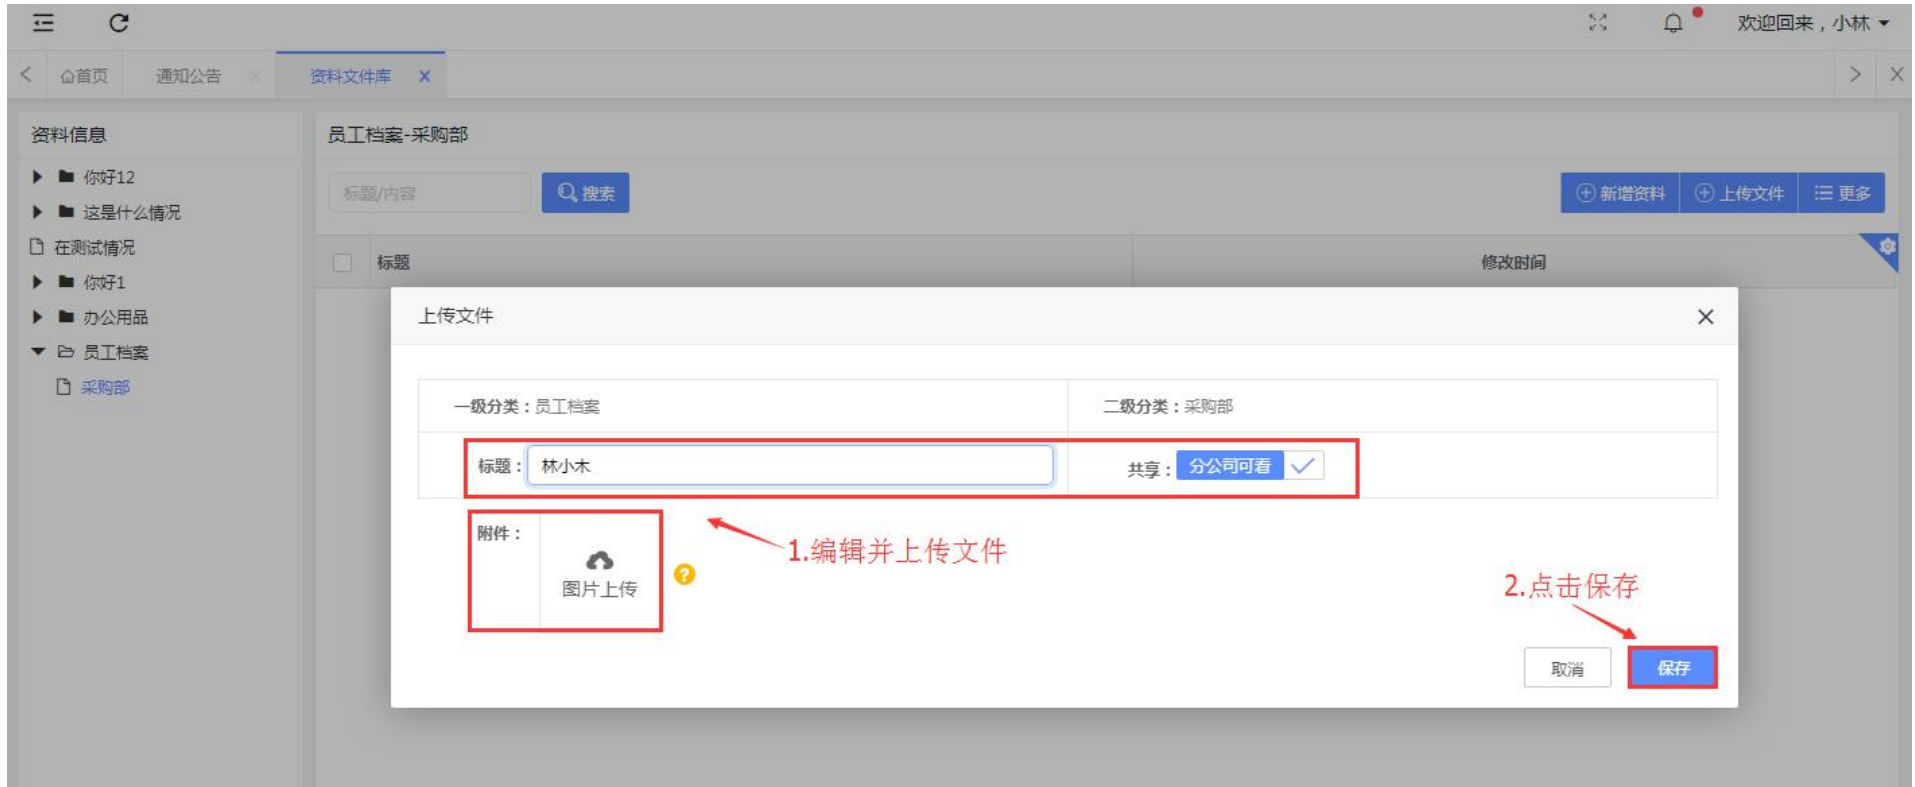 欢迎回来，小林
首页 通知公告 资料文件库
资料信息
你好12
这是什么情况
在测试情况
你好1
办公用品
员工档案
采购部
员工档案-采购部
标题/内容 搜索 新增资料 上传文件 更多
标题 修改时间
上传文件
一级分类：员工档案 二级分类：采购部
标题： 林小木 共享： 分公司可看
附件：
图片上传
1.编辑并上传文件
2.点击保存
取消 保存